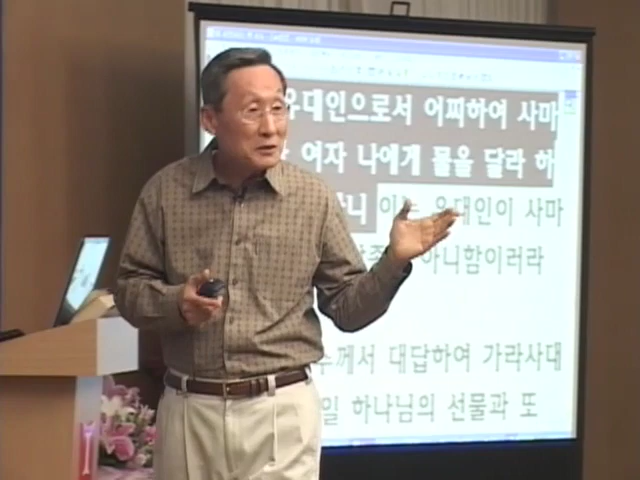 유대인으로서 어찌하여 사마
여자 나에게 물을 달라 하
니 이는 유대인이 사마
아니함이러라
께서 대답하여 가라사대
일 하나님의 선물과 또